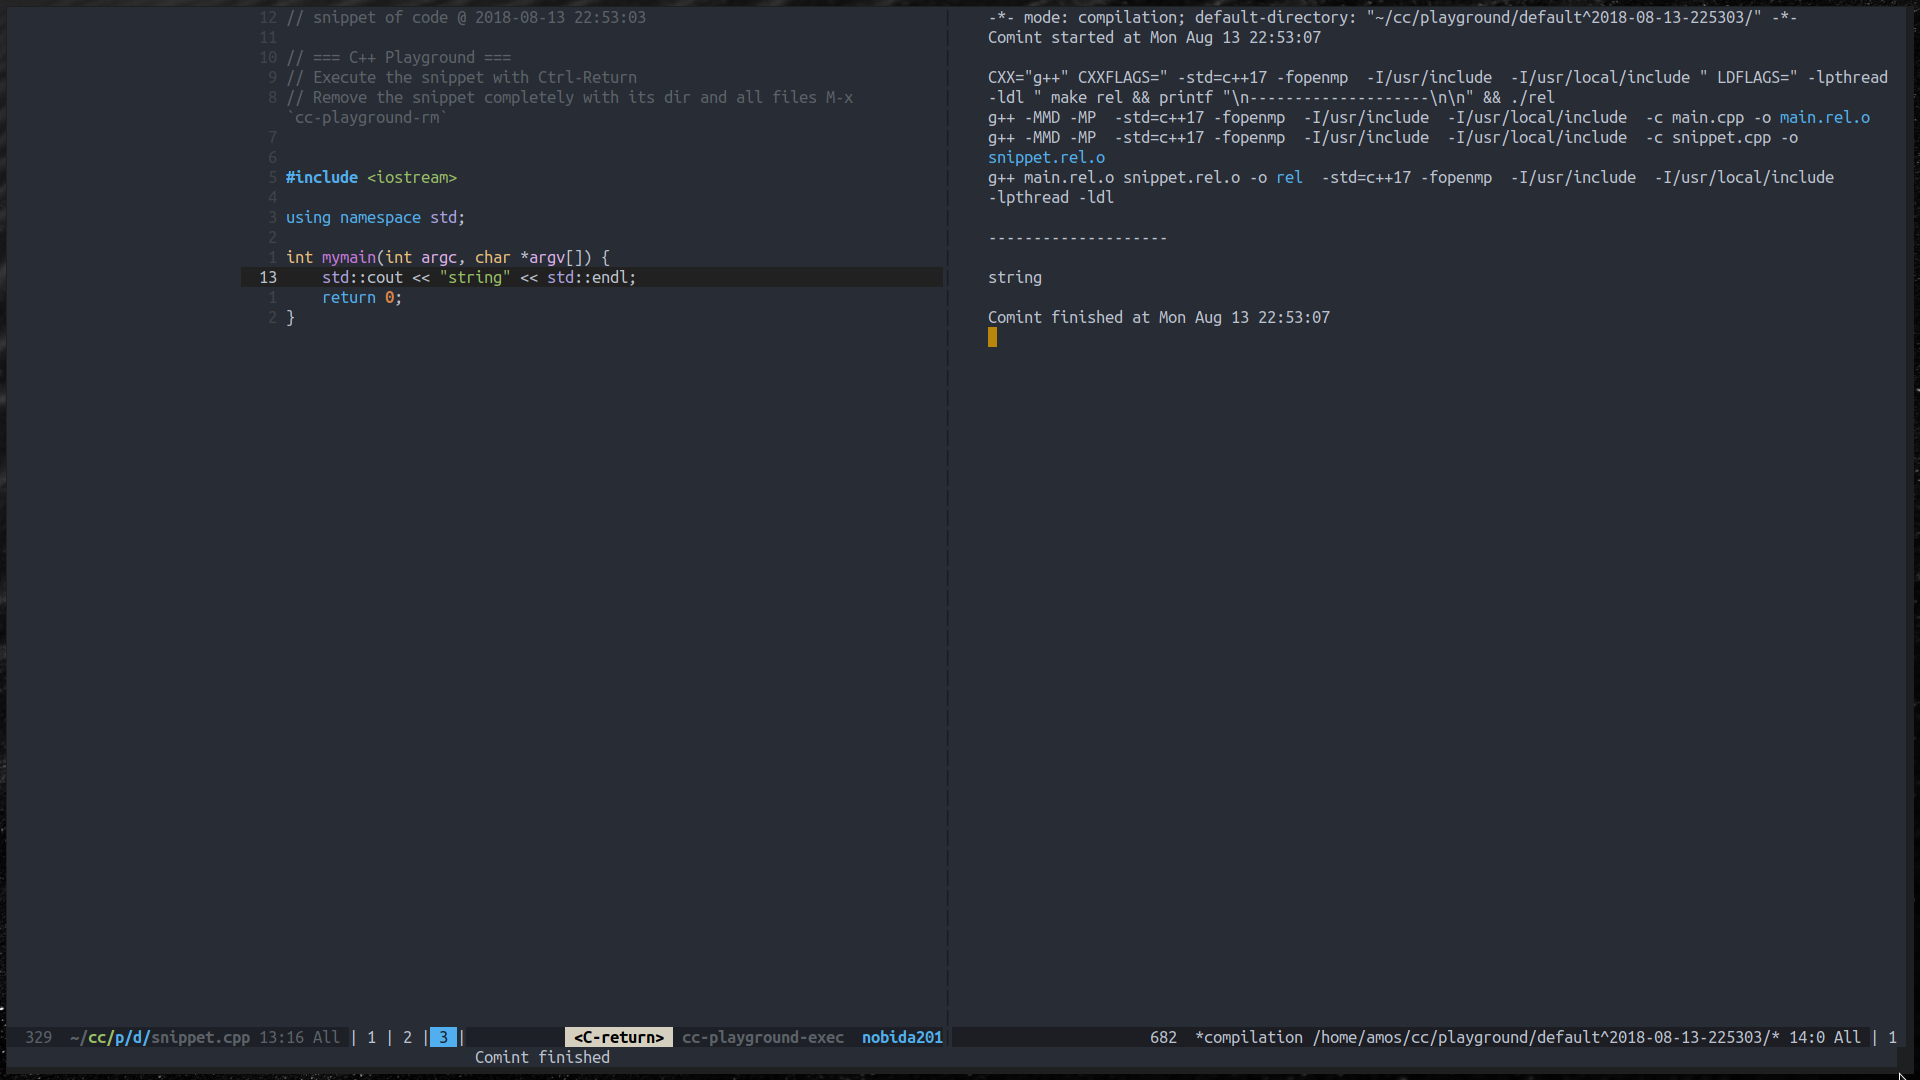 12 // snippet of code @ 2018-08-13 22:53:03
11
10 // === C++ Playground ===
9 // Execute the snippet with Ctrl-Return
8 // Remove the snippet completely with its dir and all files M-x
`cc-playground-rm`
7
6
5 #include <iostream>
4
3 using namespace std;
2
1 int mymain(int argc, char *argv[]) {
13 std::cout << "string" << std::endl;
1 return 0;
2 }
329 ~/cc/p/d/snippet.cpp 13:16 All | 1 | 2 | 3 | <C-return> cc-playground-exec nobida201
-*- mode: compilation; default-directory: "~/cc/playground/default^2018-08-13-225303/" -*-
Comint started at Mon Aug 13 22:53:07
CXX="g++" CXXFLAGS=" -std=c++17 -fopenmp  -I/usr/include  -I/usr/local/include " LDFLAGS=" -lpthread
-ldl " make rel && printf "\n--------------------\n\n" && ./rel
g++ -MMD -MP  -std=c++17 -fopenmp  -I/usr/include  -I/usr/local/include  -c main.cpp -o main.rel.o
g++ -MMD -MP  -std=c++17 -fopenmp  -I/usr/include  -I/usr/local/include  -c snippet.cpp -o
snippet.rel.o
g++ main.rel.o snippet.rel.o -o rel  -std=c++17 -fopenmp  -I/usr/include  -I/usr/local/include
-lpthread -ldl
--------------------
string
Comint finished at Mon Aug 13 22:53:07
682 *compilation /home/amos/cc/playground/default^2018-08-13-225303/* 14:0 All | 1
Comint finished